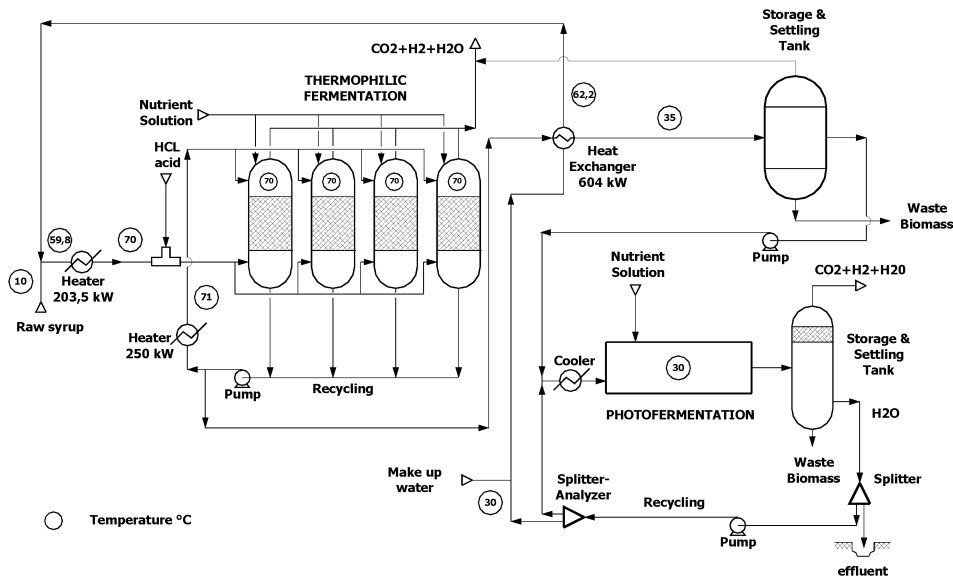 Storage &
Settling
Tank
CO2+H2+H2O
THERMOPHILIC
FERMENTATION
62,2
35
Nutrient
Solution
HCL
acid
Heat
Exchanger
604 kW
70
70
70
70
Waste
Biomass
59,8
70
Pump
10
Heater
203,5 kW
Nutrient
Solution
CO2+H2+H20
71
Raw syrup
Heater
250 kW
Storage &
Settling
Tank
Cooler
30
Pump
Recycling
H2O
PHOTOFERMENTATION
Waste
Biomass
Make up
water
Splitter-
Analyzer
Splitter
30
Recycling
Temperature °C
Pump
effluent